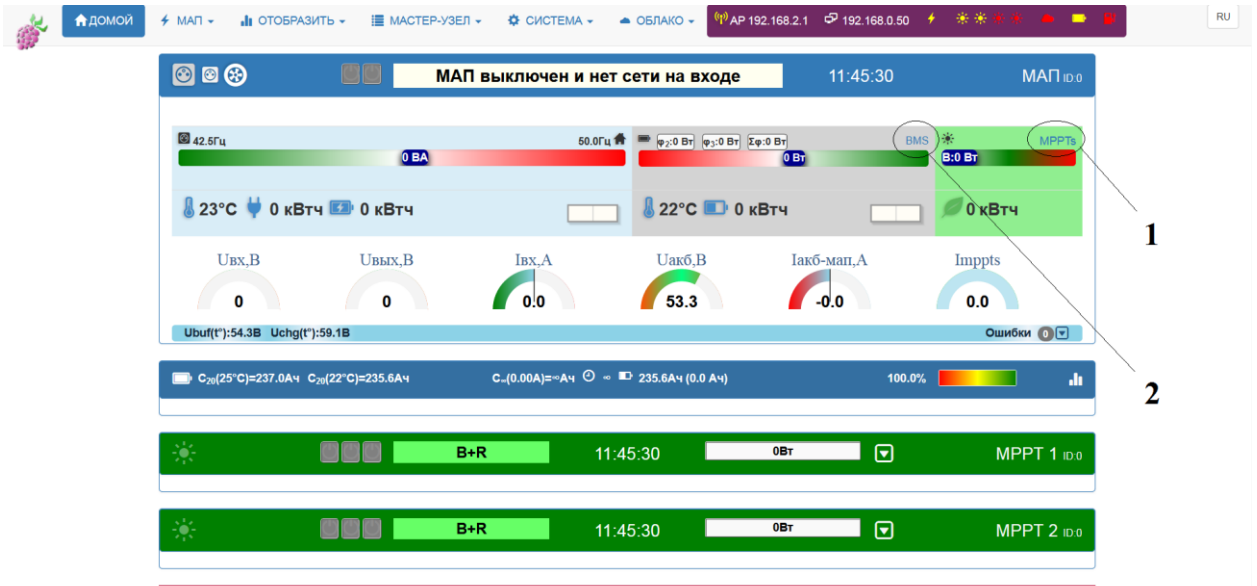 ДОМОЙ МАП ОТОБРАЗИТЬ МАСТЕР-УЗЕЛ СИСТЕМА ОБЛАКО AP 192.168.2.1 192.168.0.50 RU
МАП выключен и нет сети на входе 11:45:30 МАП ID:0
42.5Гц 50.0Гц φ2:0 Вт φ3:0 Вт Σφ:0 Вт BMS MPPTs
0 ВА 0 Вт В:0 Вт
1
23°C 0 кВтч 0 кВтч 22°C 0 кВтч 0 кВтч
Uвх,В Uвых,В Iвх,А Uакб,В Iакб-мап,А Imppts
0 0 0.0 53.3 -0.0 0.0
Ubuf(t°):54.3В Uchg(t°):59.1В Ошибки 0
C20(25°C)=237.0Ач C20(22°C)=235.6Ач C∞(0.00А)=∞Ач ∞ 235.6Ач (0.0 Ач) 100.0%
2
B+R 11:45:30 0Вт MPPT 1 ID:0
B+R 11:45:30 0Вт MPPT 2 ID:0